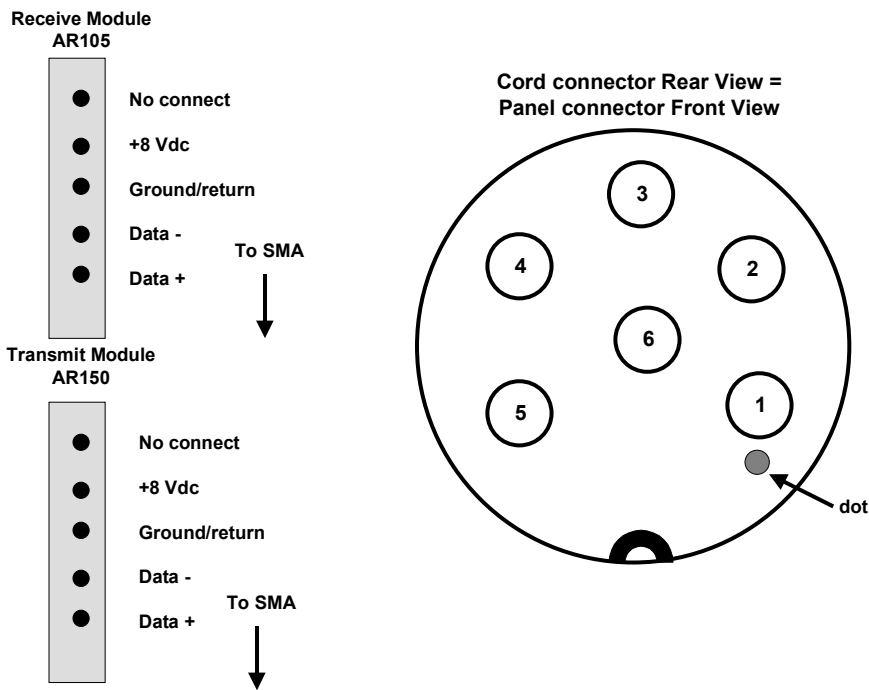 Receive Module
AR105
No connect
+8 Vdc
Ground/return
Data -
Data +
To SMA
Transmit Module
AR150
No connect
+8 Vdc
Ground/return
Data -
Data +
To SMA
Cord connector Rear View =
Panel connector Front View
3
4
2
6
5
1
dot